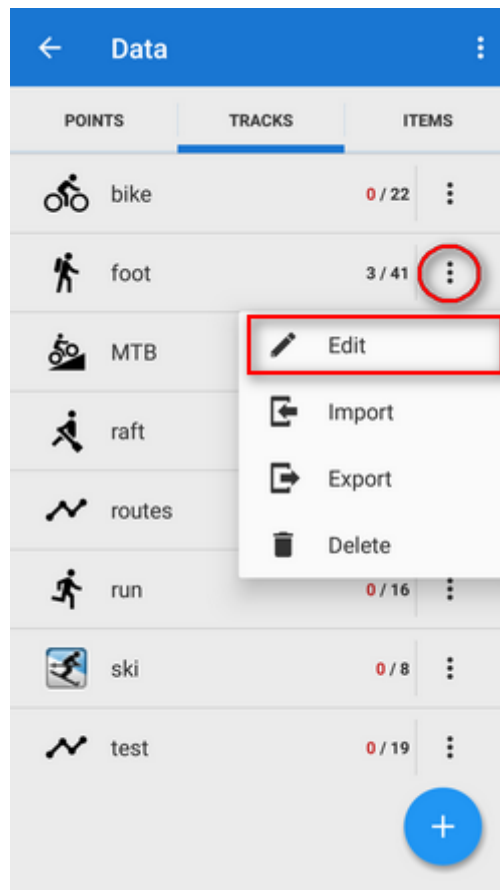 Data
POINTS TRACKS ITEMS
bike 0 / 22
foot 3 / 41
MTB Edit
Import
raft
Export
routes
Delete
run 0 / 16
ski 0 / 8
test 0 / 19